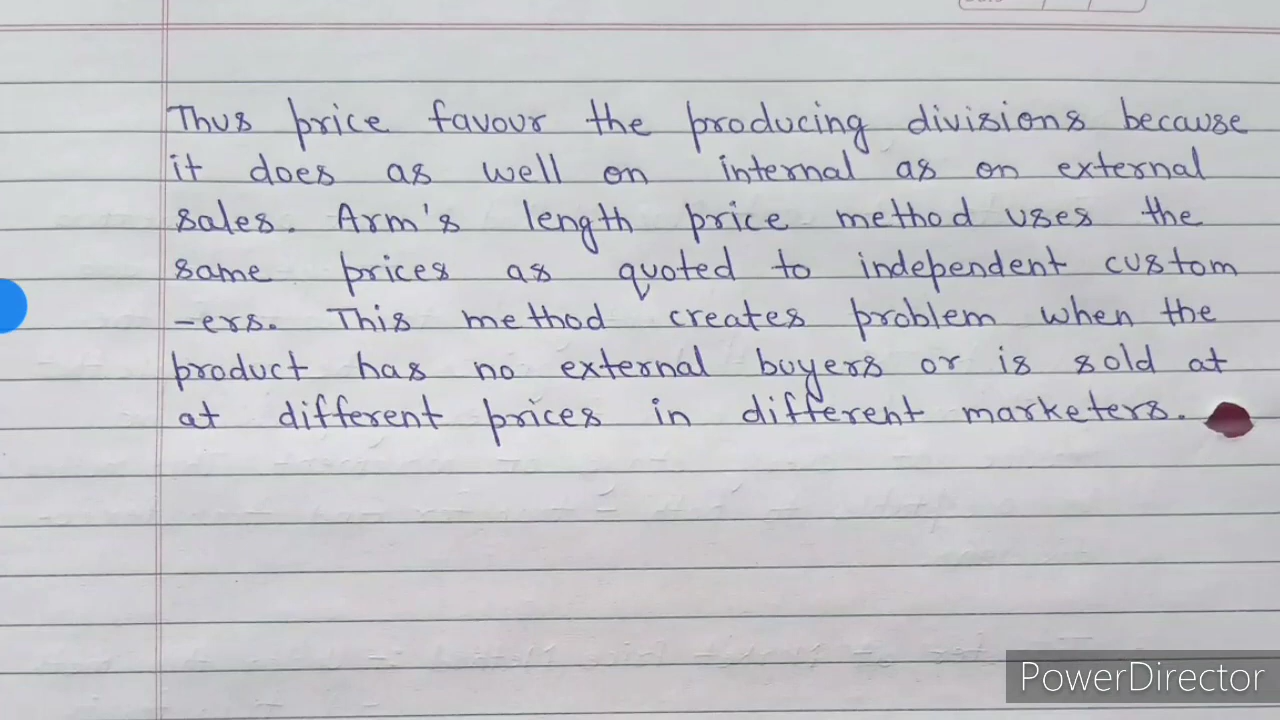 Thus price favour the producing divisions because
it does as well on internal as on external
sales. Arm's length price method uses the
same prices as quoted to independent custom
-ers. This method creates problem when the
product has no external buyers or is sold at
at different prices in different marketers.
PowerDirector